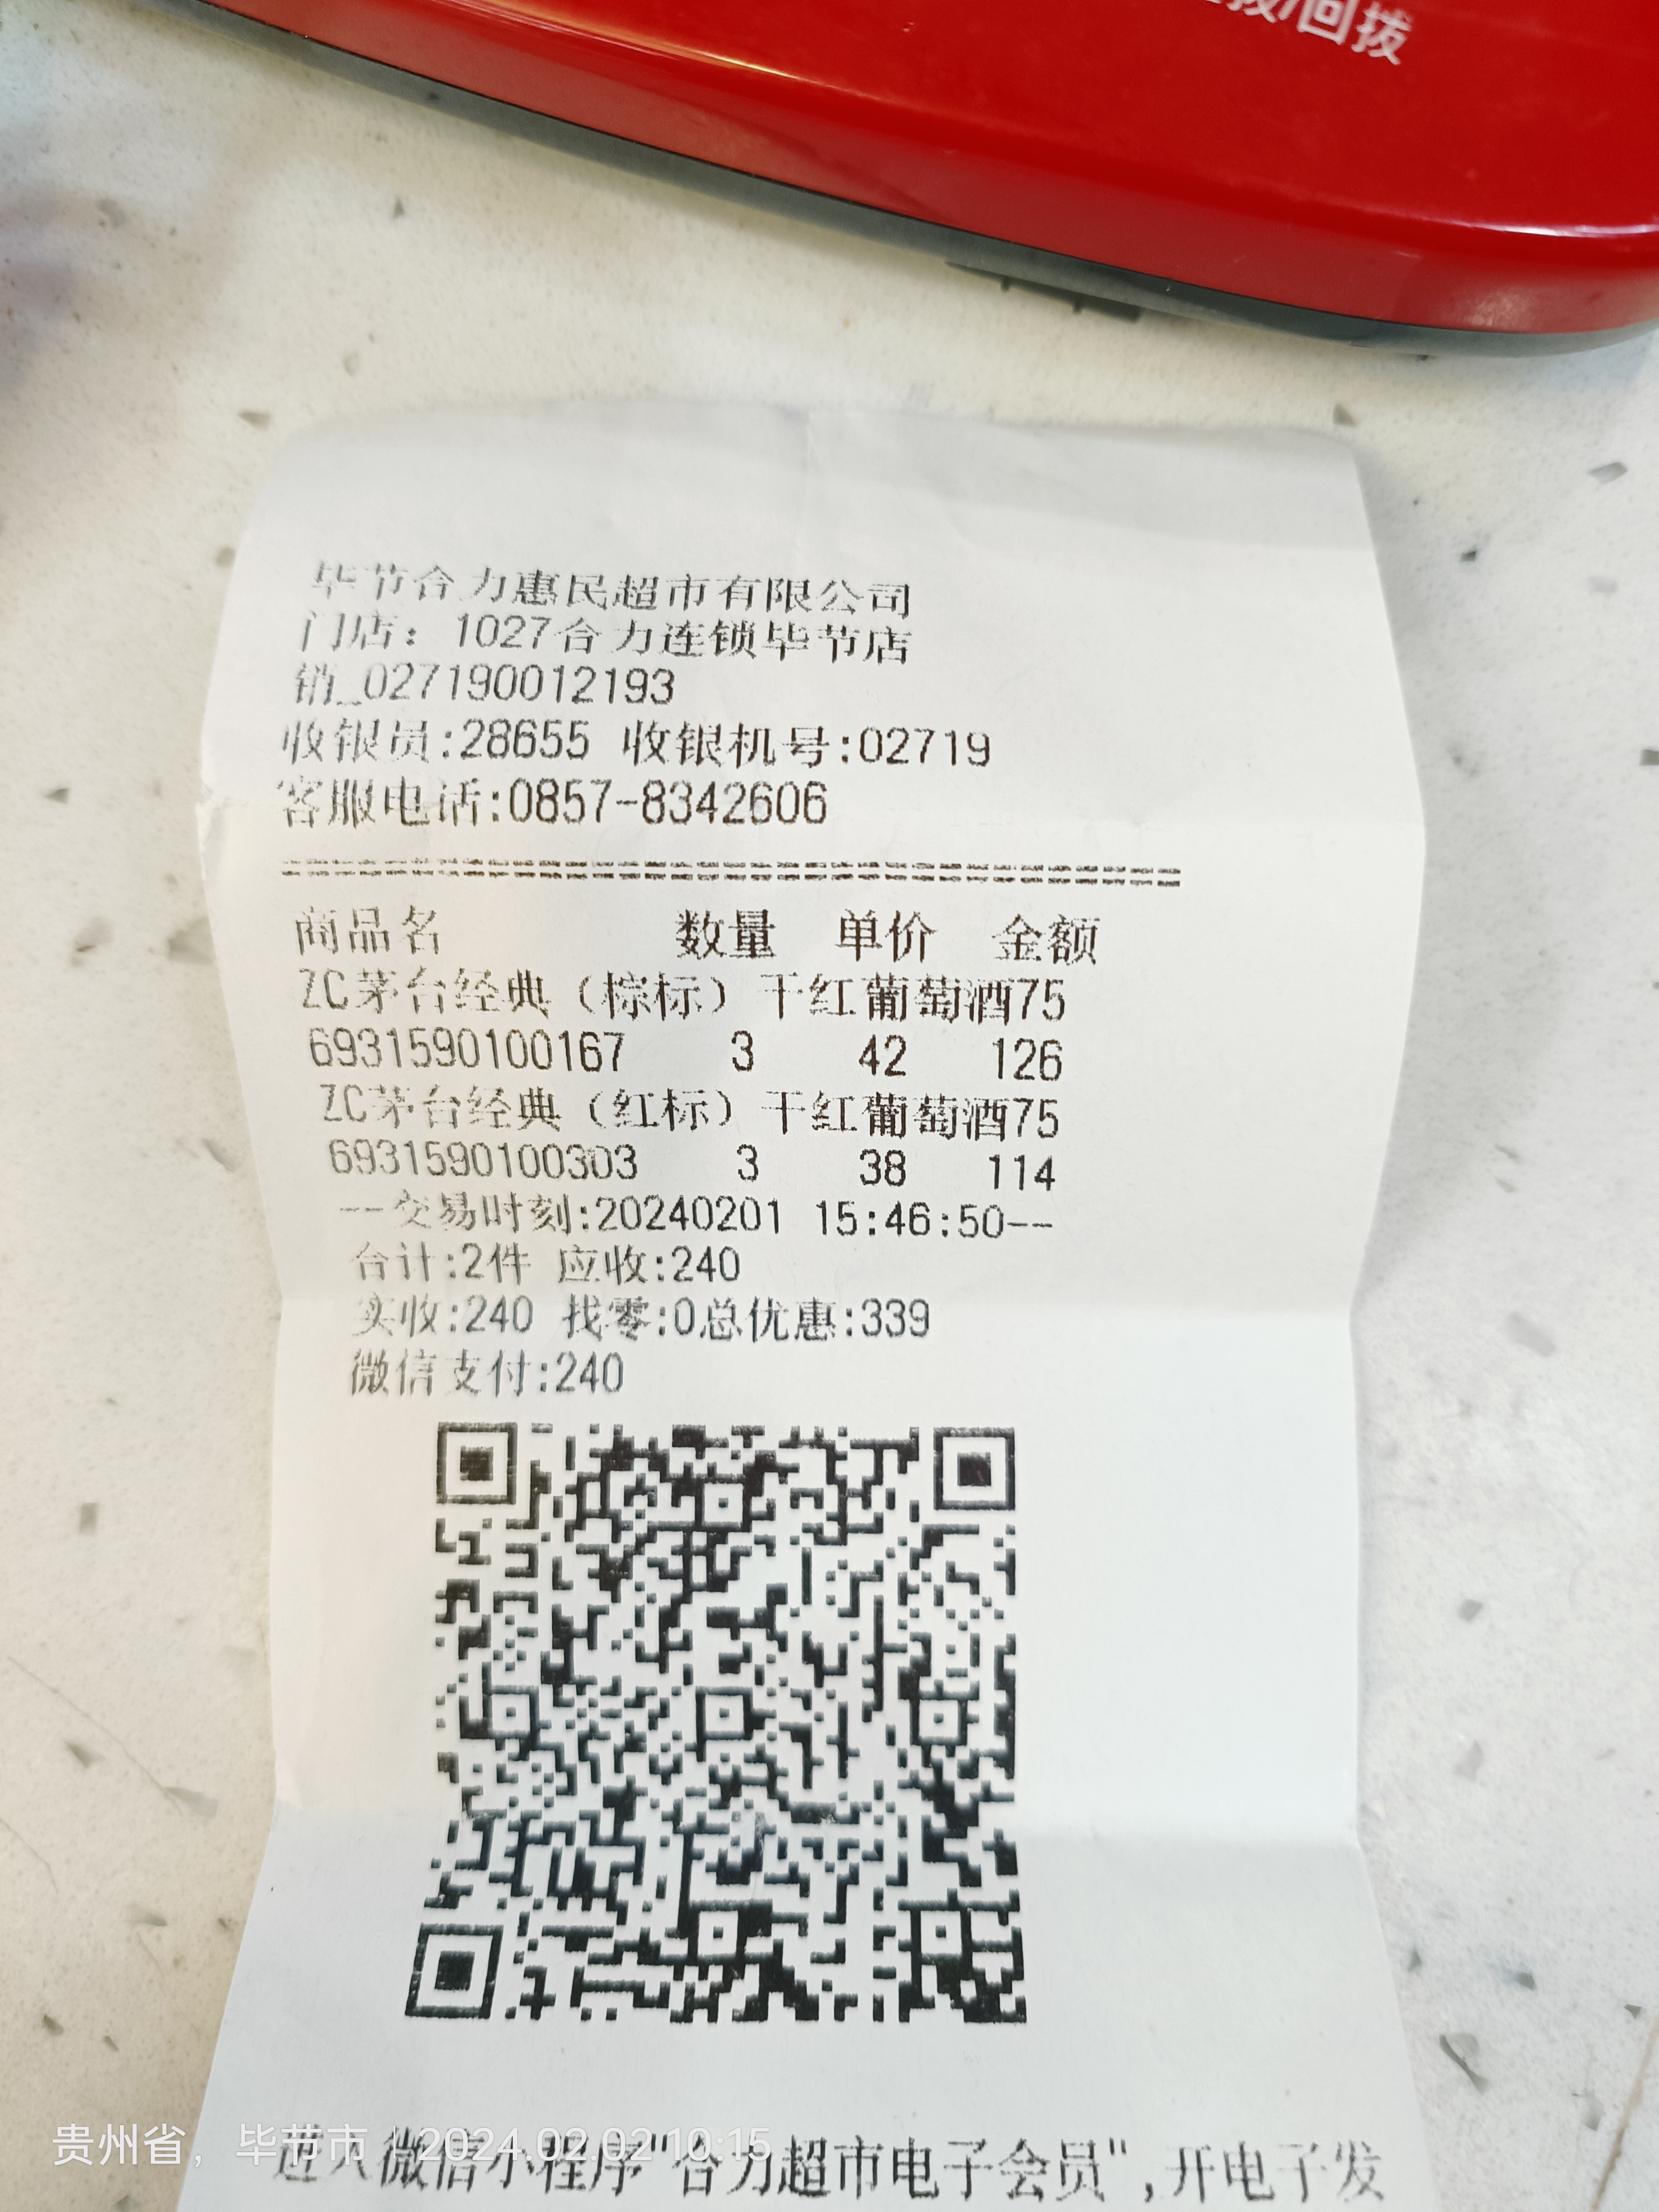 拨/回拨
毕节合力惠民超市有限公司
门店：1027合力连锁毕节店
销_027190012193
收银员:28655 收银机号:02719
客服电话:0857-8342606
商品名 数量 单价 金额
ZC茅台经典（棕标）干红葡萄酒75
6931590100167 3 42 126
ZC茅台经典（红标）干红葡萄酒75
6931590100303 3 38 114
--交易时刻:20240201 15:46:50--
合计:2件 应收:240
实收:240 找零:0总优惠:339
微信支付:240
进入微信小程序"合力超市电子会员",开电子发
贵州省，毕节市 | 2024.02.02 10:15